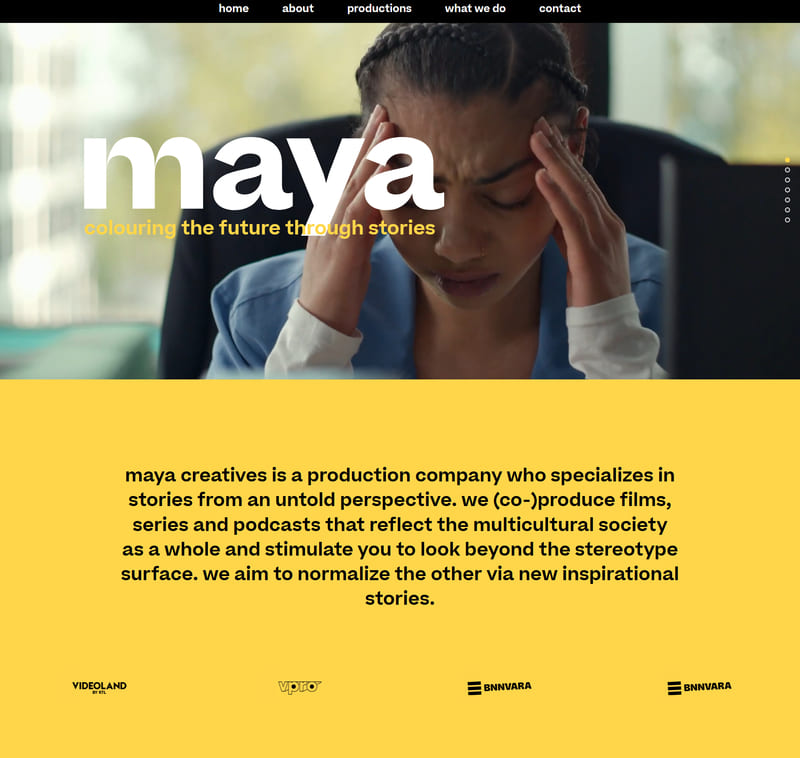 home about productions what we do contact
maya
colouring the future through stories
maya creatives is a production company who specializes in
stories from an untold perspective. we (co-)produce films,
series and podcasts that reflect the multicultural society
as a whole and stimulate you to look beyond the stereotype
surface. we aim to normalize the other via new inspirational
stories.
VIDEOLAND
BY RTL
vpro
BNNVARA
BNNVARA